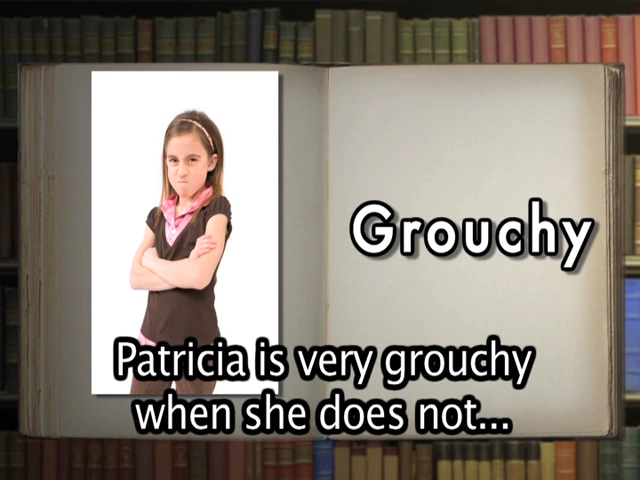 Grouchy
Patricia is very grouchy
when she does not...